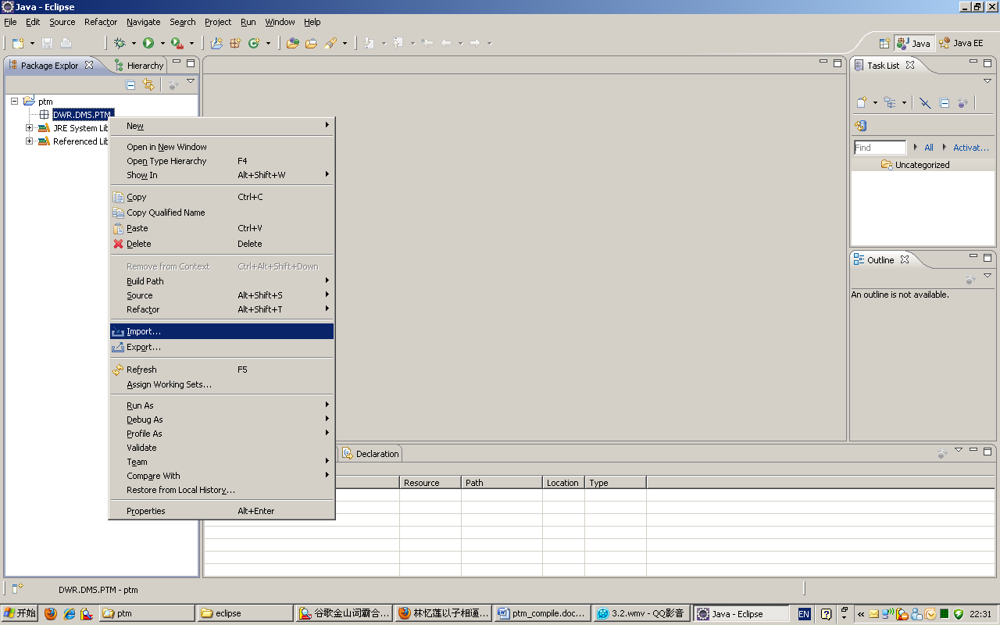 Java - Eclipse
File Edit Source Refactor Navigate Search Project Run Window Help
Java Java EE
Package Explor Hierarchy
ptm
DWR.DMS.PTM
JRE System Lib
Referenced Lib
New
Open in New Window
Open Type Hierarchy F4
Show In Alt+Shift+W
Copy Ctrl+C
Copy Qualified Name
Paste Ctrl+V
Delete Delete
Remove from Context Ctrl+Alt+Shift+Down
Build Path
Source Alt+Shift+S
Refactor Alt+Shift+T
Import...
Export...
Refresh F5
Assign Working Sets...
Run As
Debug As
Profile As
Validate
Team
Compare With
Restore from Local History...
Properties Alt+Enter
Task List
Find All Activat...
Uncategorized
Outline
An outline is not available.
Declaration
Resource Path Location Type
DWR.DMS.PTM - ptm
开始 ptm eclipse 谷歌金山词霸合... 林忆莲以子相逼... ptm_compile.doc... 3.2.wmv - QQ影音 Java - Eclipse EN 22:31